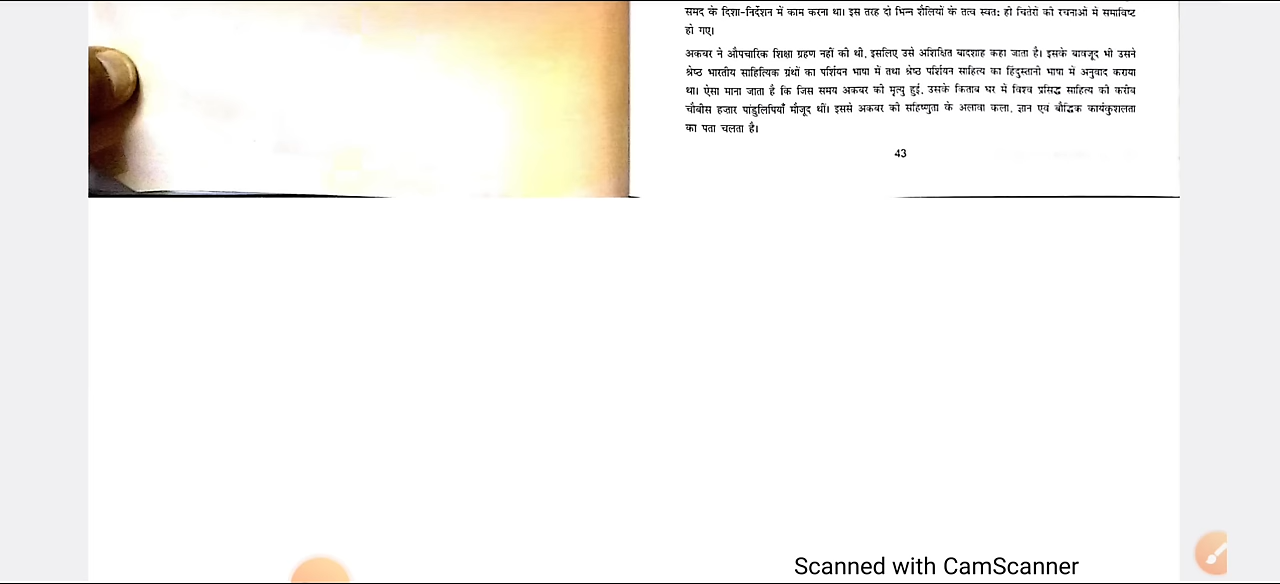 समद के दिशा-निर्देशन में काम करना था। इस तरह दो भिन्न शैलियों के तत्व स्वत: ही चितेरों की रचनाओं में समाविष्ट
हो गए।
अकबर ने औपचारिक शिक्षा ग्रहण नहीं की थी, इसलिए उसे अशिक्षित बादशाह कहा जाता है। इसके बावजूद भी उसने
श्रेष्ठ भारतीय साहित्यिक ग्रंथों का पर्शियन भाषा में तथा श्रेष्ठ पर्शियन साहित्य का हिंदुस्तानी भाषा में अनुवाद कराया
था। ऐसा माना जाता है कि जिस समय अकबर की मृत्यु हुई, उसके किताब घर में विश्व प्रसिद्ध साहित्य की करीब
चौबीस हज़ार पांडुलिपियाँ मौजूद थीं। इससे अकबर की सहिष्णुता के अलावा कला, ज्ञान एवं बौद्धिक कार्यकुशलता
का पता चलता है।
43
Scanned with CamScanner